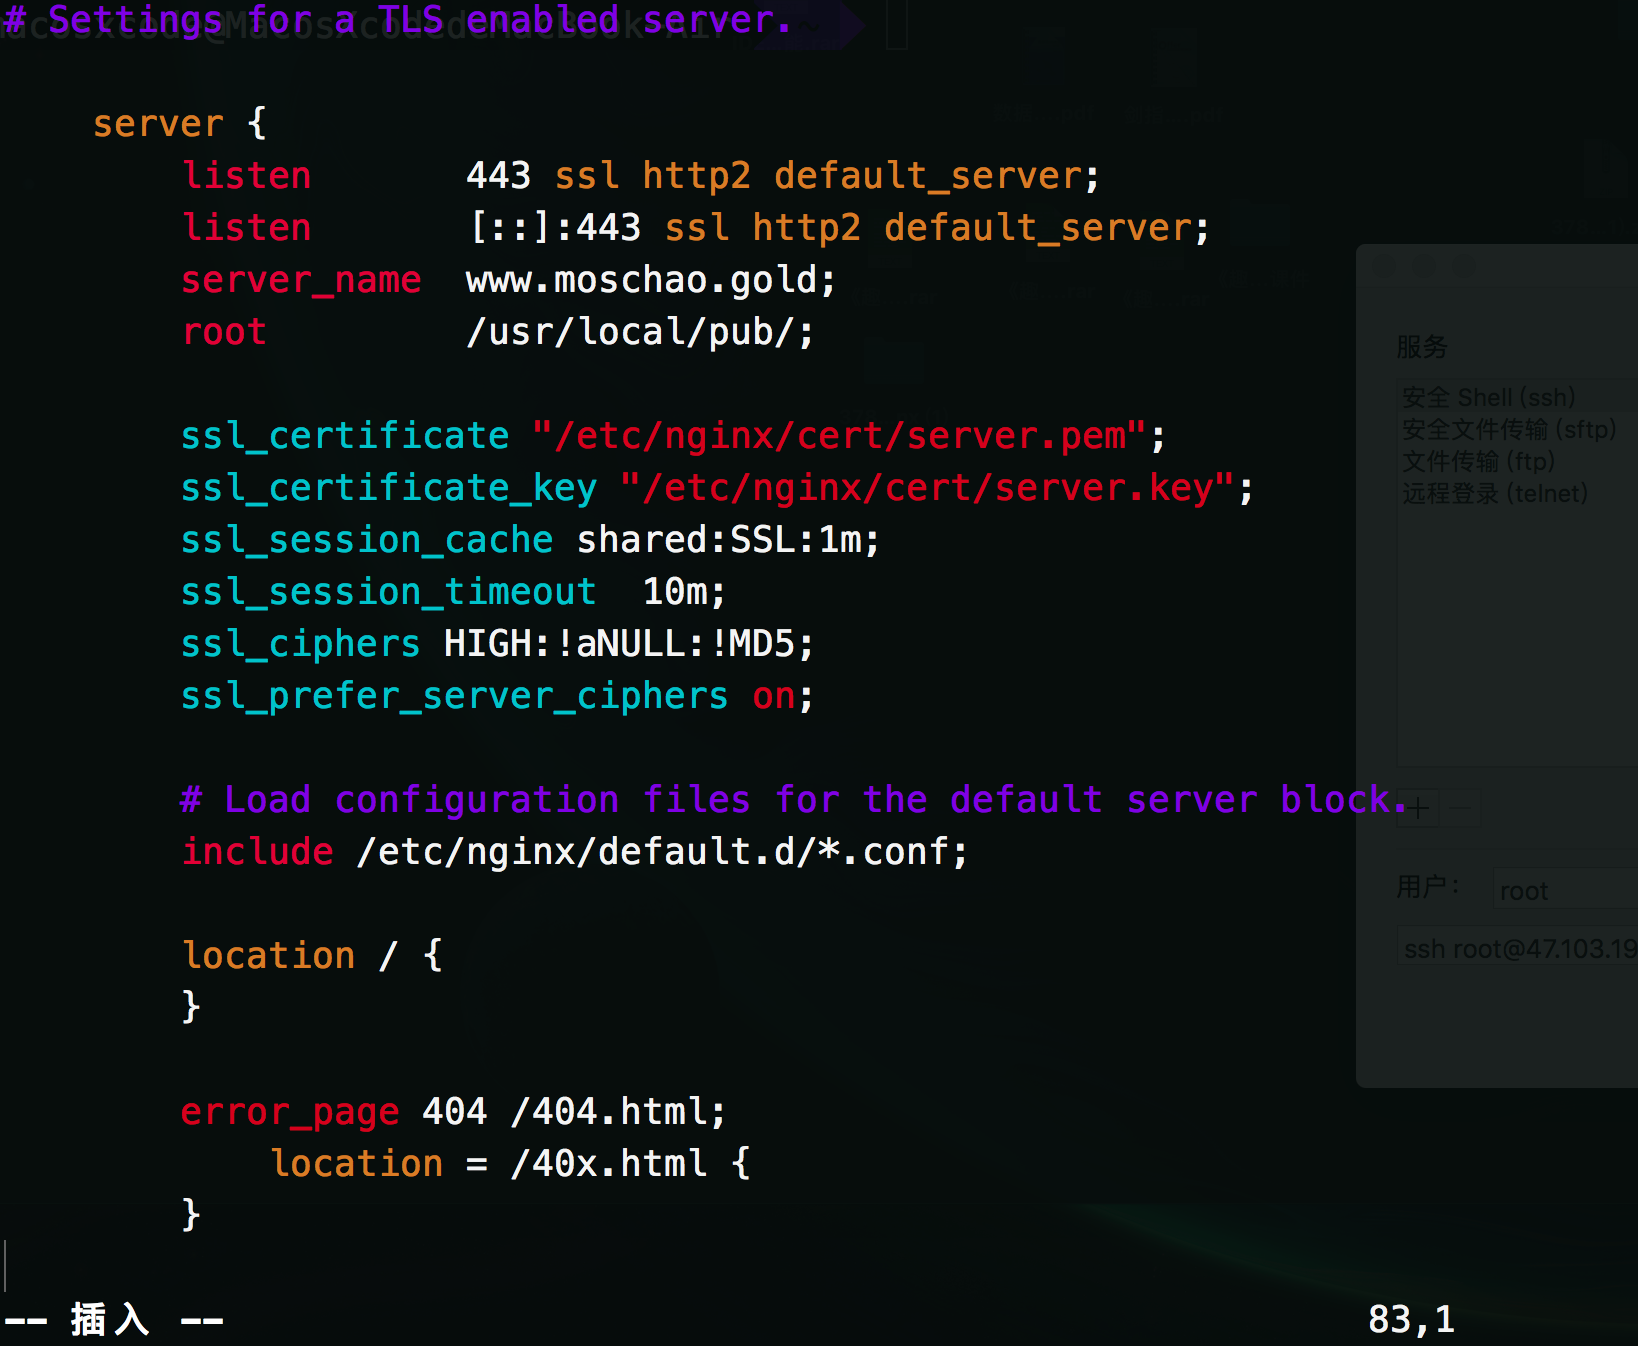 # Settings for a TLS enabled server.
macosxcode@MacosXcodedeMacBook-Air
server {
listen 443 ssl http2 default_server;
listen [::]:443 ssl http2 default_server;
server_name www.moschao.gold;
root /usr/local/pub/;
服务
安全 Shell (ssh)
安全文件传输 (sftp)
文件传输 (ftp)
远程登录 (telnet)
ssl_certificate "/etc/nginx/cert/server.pem";
ssl_certificate_key "/etc/nginx/cert/server.key";
ssl_session_cache shared:SSL:1m;
ssl_session_timeout 10m;
ssl_ciphers HIGH:!aNULL:!MD5;
ssl_prefer_server_ciphers on;
# Load configuration files for the default server block.
include /etc/nginx/default.d/*.conf;
用户： root
ssh root@47.103.19
location / {
}
error_page 404 /404.html;
location = /40x.html {
}
-- 插入 --
83,1